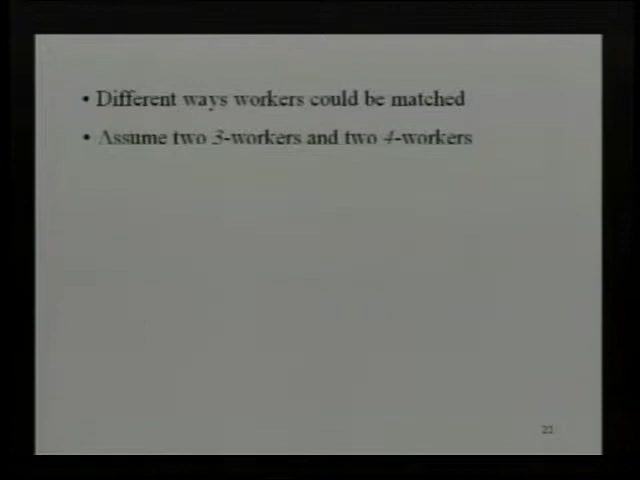 • Different ways workers could be matched
• Assume two 3-workers and two 4-workers